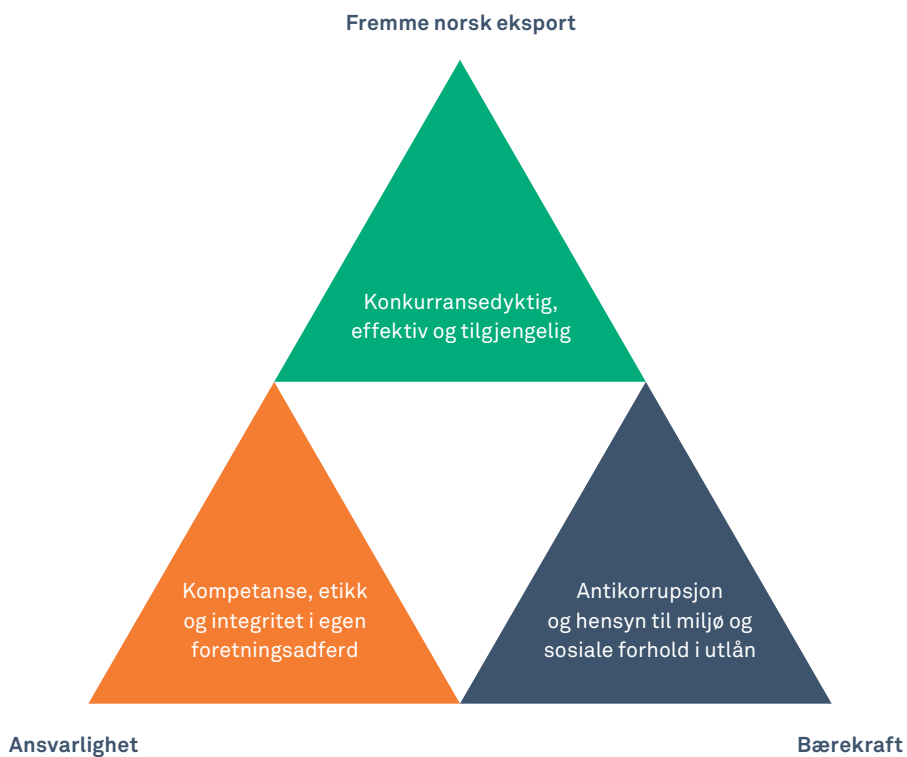 Fremme norsk eksport
Konkurransedyktig,
effektiv og tilgjengelig
Kompetanse, etikk
og integritet i egen
foretningsadferd
Antikorrupsjon
og hensyn til miljø og
sosiale forhold i utlån
Ansvarlighet
Bærekraft